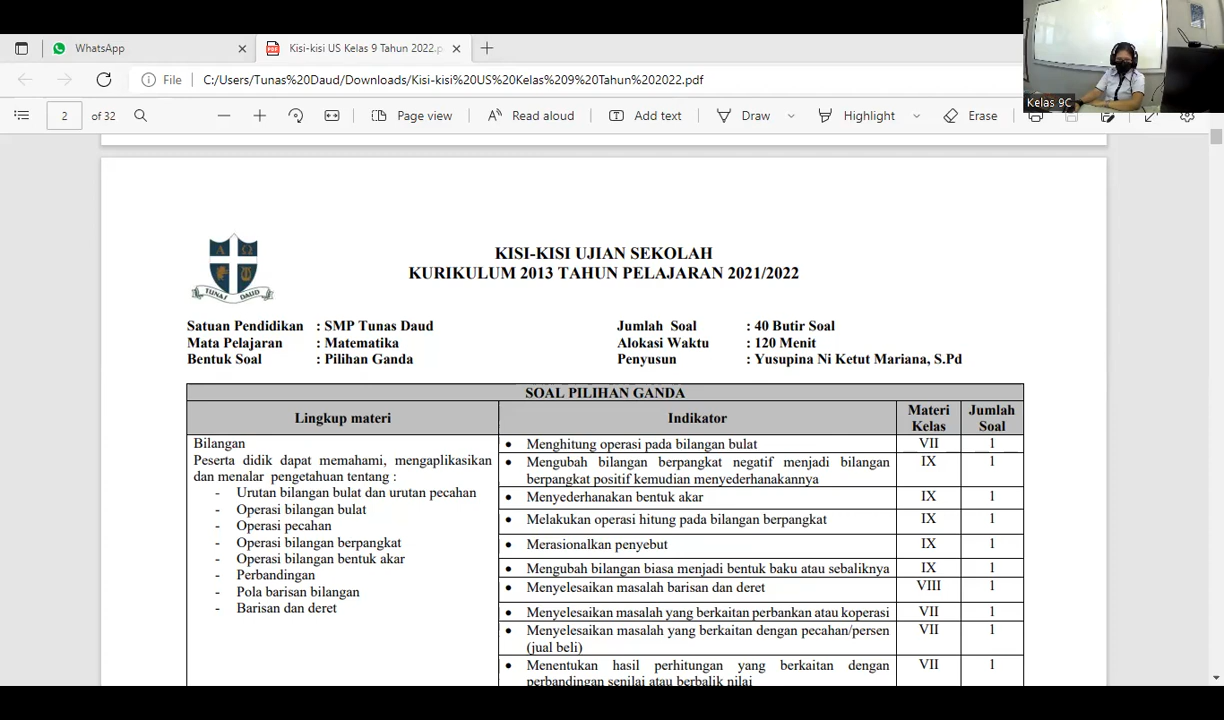 WhatsApp
Kisi-kisi US Kelas 9 Tahun 2022.p
File
C:/Users/Tunas%20Daud/Downloads/Kisi-kisi%20US%20Kelas%209%20Tahun%202022.pdf
Kelas 9C
2 of 32
Page view
Read aloud
Add text
Draw
Highlight
Erase
A Ω
TUNAS DAUD
KISI-KISI UJIAN SEKOLAH
KURIKULUM 2013 TAHUN PELAJARAN 2021/2022
Satuan Pendidikan : SMP Tunas Daud
Mata Pelajaran : Matematika
Bentuk Soal : Pilihan Ganda
Jumlah Soal : 40 Butir Soal
Alokasi Waktu : 120 Menit
Penyusun : Yusupina Ni Ketut Mariana, S.Pd
SOAL PILIHAN GANDA
Lingkup materi
Indikator
Materi
Kelas
Jumlah
Soal
Bilangan
Peserta didik dapat memahami, mengaplikasikan
dan menalar pengetahuan tentang :
- Urutan bilangan bulat dan urutan pecahan
- Operasi bilangan bulat
- Operasi pecahan
- Operasi bilangan berpangkat
- Operasi bilangan bentuk akar
- Perbandingan
- Pola barisan bilangan
- Barisan dan deret
• Menghitung operasi pada bilangan bulat VII 1
• Mengubah bilangan berpangkat negatif menjadi bilangan IX 1
berpangkat positif kemudian menyederhanakannya
• Menyederhanakan bentuk akar IX 1
• Melakukan operasi hitung pada bilangan berpangkat IX 1
• Merasionalkan penyebut IX 1
• Mengubah bilangan biasa menjadi bentuk baku atau sebaliknya IX 1
• Menyelesaikan masalah barisan dan deret VIII 1
• Menyelesaikan masalah yang berkaitan perbankan atau koperasi VII 1
• Menyelesaikan masalah yang berkaitan dengan pecahan/persen VII 1
(jual beli)
• Menentukan hasil perhitungan yang berkaitan dengan VII 1
perbandingan senilai atau berbalik nilai